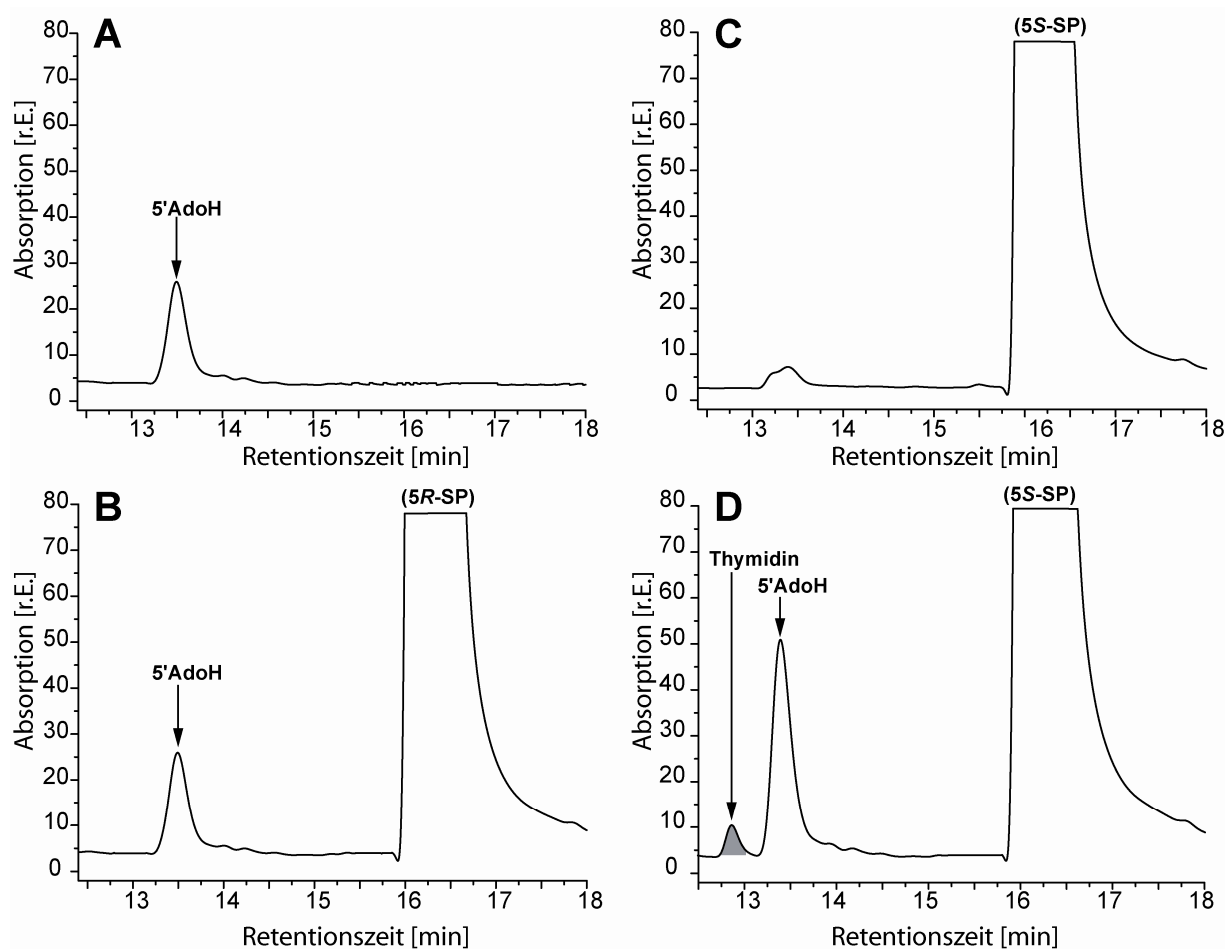 A
Absorption [r.E.]
80
70
60
50
40
30
20
10
0
5'AdoH
13 14 15 16 17 18
Retentionszeit [min]
C
(5S-SP)
Absorption [r.E.]
80
70
60
50
40
30
20
10
0
13 14 15 16 17 18
Retentionszeit [min]
B
(5R-SP)
Absorption [r.E.]
80
70
60
50
40
30
20
10
0
5'AdoH
13 14 15 16 17 18
Retentionszeit [min]
D
(5S-SP)
Absorption [r.E.]
80
70
60
50
40
30
20
10
0
Thymidin
5'AdoH
13 14 15 16 17 18
Retentionszeit [min]